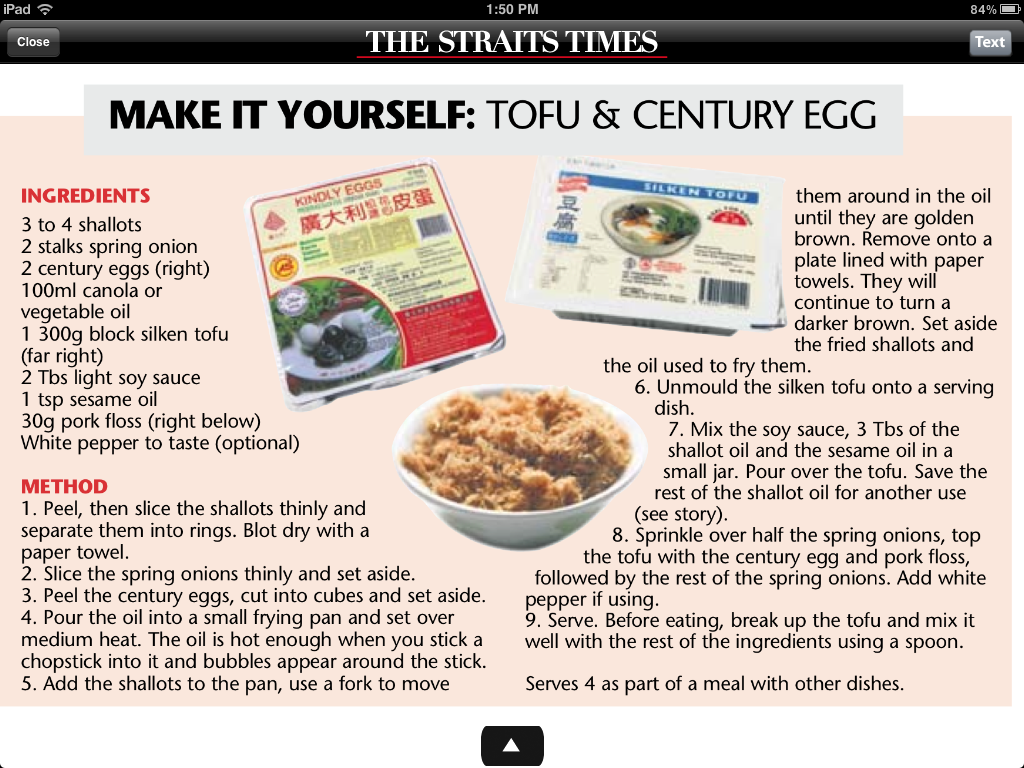 iPad
1:50 PM
84%
Close
THE STRAITS TIMES
Text
MAKE IT YOURSELF: TOFU & CENTURY EGG
INGREDIENTS
3 to 4 shallots
2 stalks spring onion
2 century eggs (right)
100ml canola or
vegetable oil
1 300g block silken tofu
(far right)
2 Tbs light soy sauce
1 tsp sesame oil
30g pork floss (right below)
White pepper to taste (optional)
METHOD
1. Peel, then slice the shallots thinly and
separate them into rings. Blot dry with a
paper towel.
2. Slice the spring onions thinly and set aside.
3. Peel the century eggs, cut into cubes and set aside.
4. Pour the oil into a small frying pan and set over
medium heat. The oil is hot enough when you stick a
chopstick into it and bubbles appear around the stick.
5. Add the shallots to the pan, use a fork to move
KINDLY EGGS
廣大利松花皮蛋
溏心
SILKEN TOFU
豆腐
them around in the oil
until they are golden
brown. Remove onto a
plate lined with paper
towels. They will
continue to turn a
darker brown. Set aside
the fried shallots and
the oil used to fry them.
6. Unmould the silken tofu onto a serving
dish.
7. Mix the soy sauce, 3 Tbs of the
shallot oil and the sesame oil in a
small jar. Pour over the tofu. Save the
rest of the shallot oil for another use
(see story).
8. Sprinkle over half the spring onions, top
the tofu with the century egg and pork floss,
followed by the rest of the spring onions. Add white
pepper if using.
9. Serve. Before eating, break up the tofu and mix it
well with the rest of the ingredients using a spoon.
Serves 4 as part of a meal with other dishes.